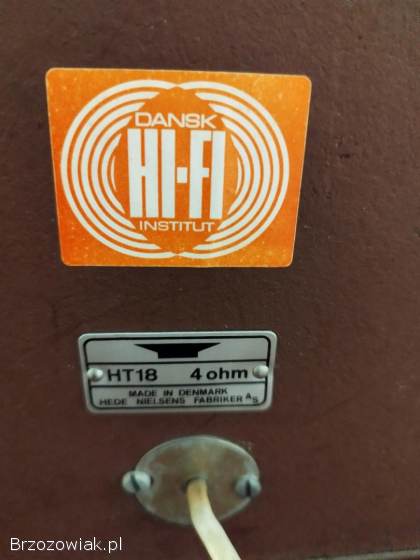 DANSK
HI-FI
INSTITUT
HT18 4 ohm
MADE IN DENMARK
HEDE NIELSENS FABRIKER A/S
Brzozowiak.pl